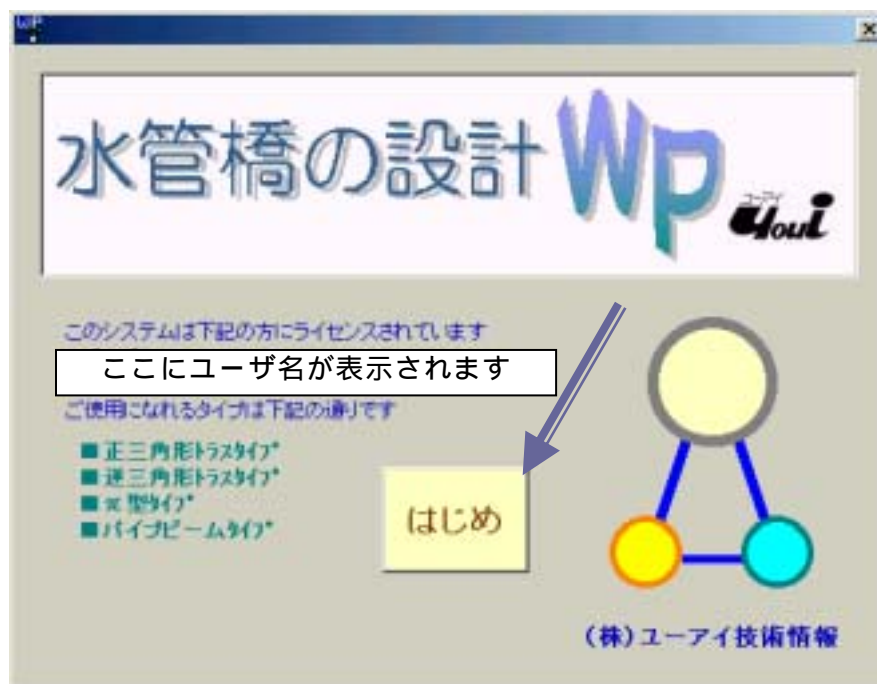 WP
水管橋の設計 Wp
ユーアイ
youi
このシステムは下記の方にライセンスされています
ここにユーザ名が表示されます
ご使用になれるタイプは下記の通りです
■正三角形トラスタイプ
■逆三角形トラスタイプ
■π型タイプ
■パイプビームタイプ
はじめ
(株)ユーアイ技術情報